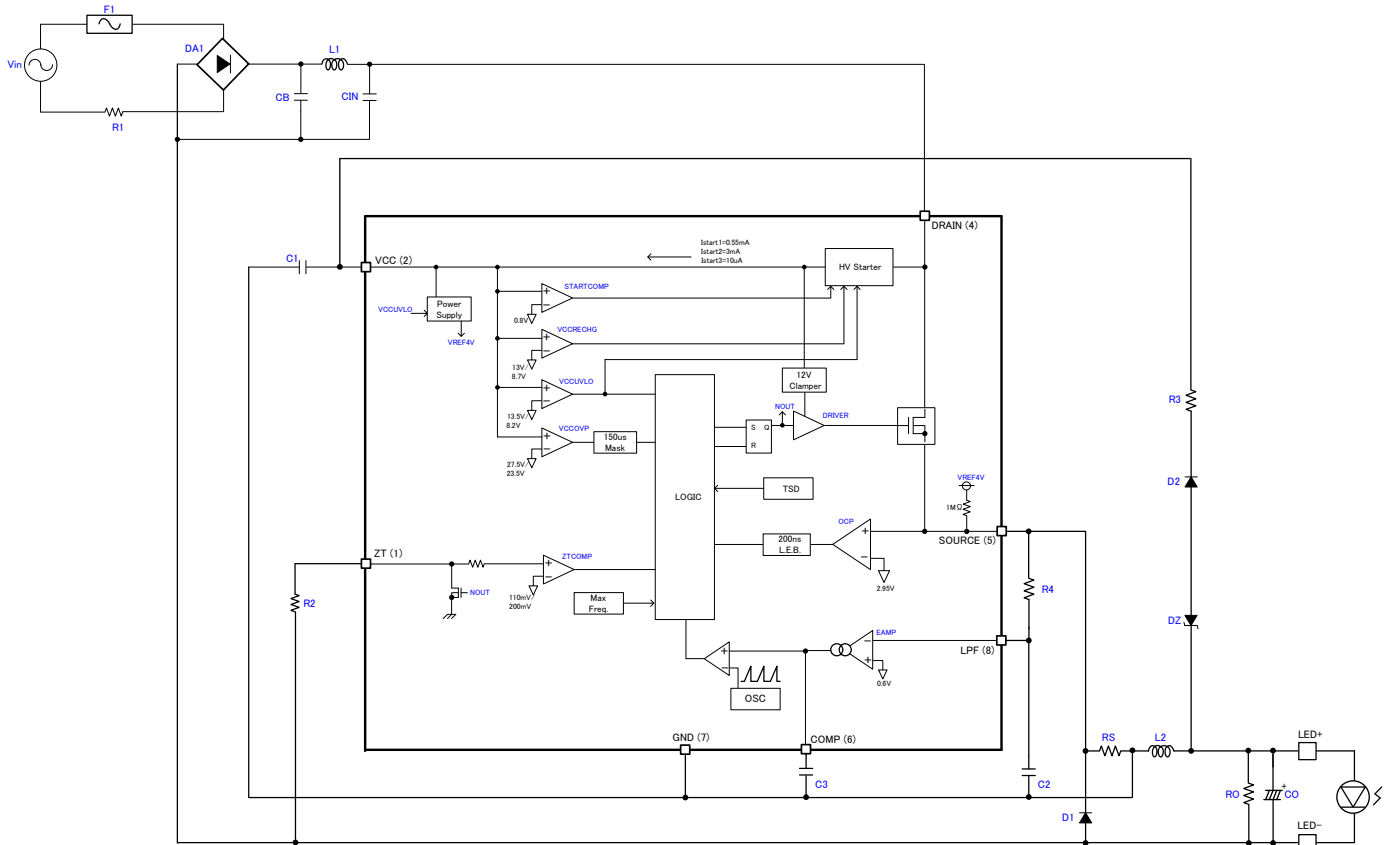 F1
Vin
DA1
L1
CB
CIN
R1
DRAIN (4)
C1
VCC (2)
Istart1=0.55mA
Istart2=3mA
Istart3=10uA
HV Starter
VCCUVLO
Power
Supply
VREF4V
STARTCOMP
+
−
0.8V
VCCRECHG
+
−
13V/
8.7V
VCCUVLO
+
−
13.5V/
8.2V
VCCOVP
+
−
27.5V/
23.5V
150us
Mask
12V
Clamper
NOUT
DRIVER
S Q
R
R3
D2
LOGIC
TSD
VREF4V
1MΩ
OCP
+
−
200ns
L.E.B.
2.95V
SOURCE (5)
ZT (1)
ZTCOMP
+
−
110mV/
200mV
NOUT
R2
Max
Freq.
R4
DZ
EAMP
−
+
0.6V
LPF (8)
+
−
OSC
GND (7)
COMP (6)
C3
C2
RS
L2
LED+
RO
+
CO
D1
LED-